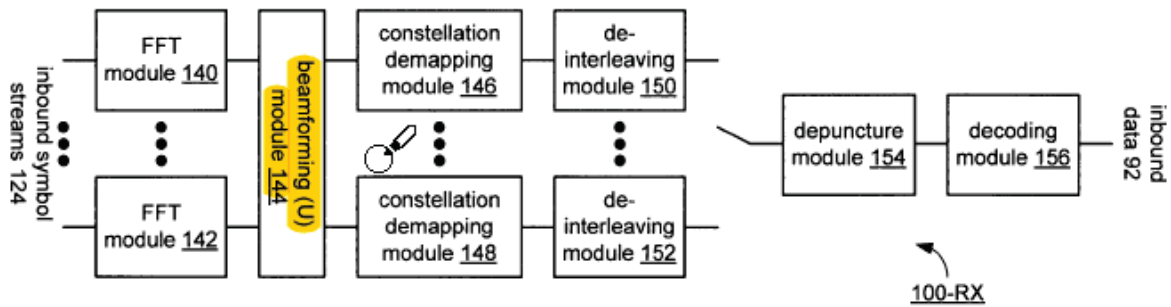 inbound symbol
streams 124
FFT
module 140
FFT
module 142
beamforming (U)
module 144
constellation
demapping
module 146
constellation
demapping
module 148
de-
interleaving
module 150
de-
interleaving
module 152
depuncture
module 154
decoding
module 156
inbound
data 92
100-RX